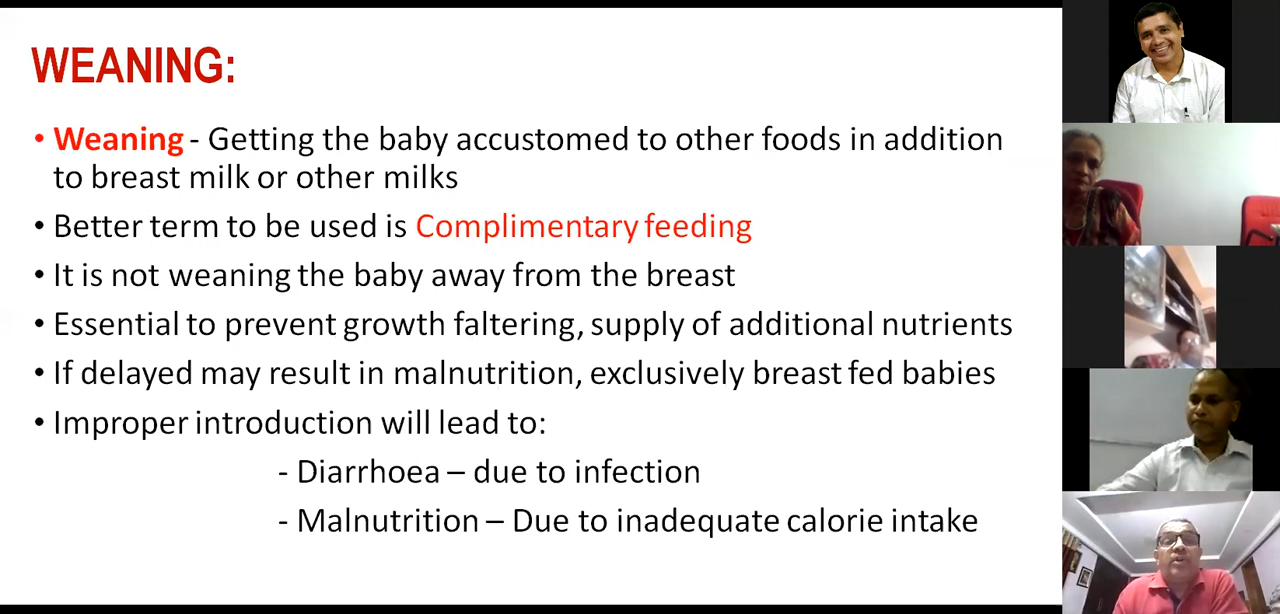 WEANING:
• Weaning - Getting the baby accustomed to other foods in addition
to breast milk or other milks
• Better term to be used is Complimentary feeding
• It is not weaning the baby away from the breast
• Essential to prevent growth faltering, supply of additional nutrients
• If delayed may result in malnutrition, exclusively breast fed babies
• Improper introduction will lead to:
- Diarrhoea – due to infection
- Malnutrition – Due to inadequate calorie intake